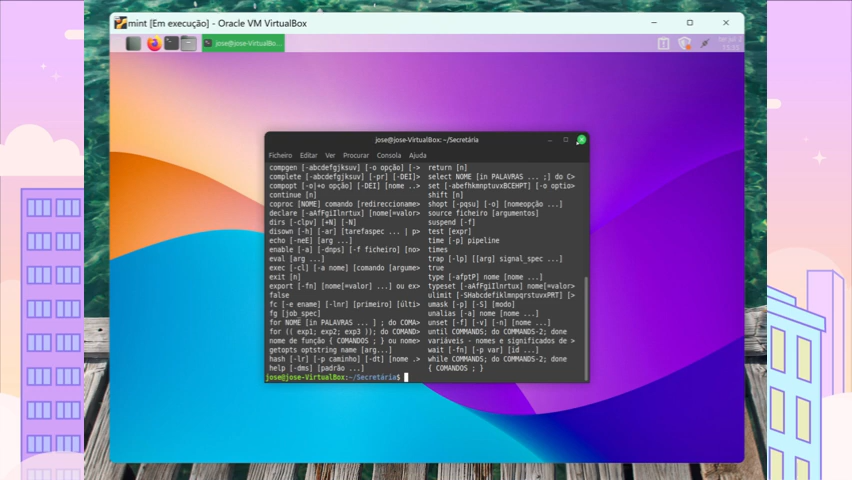 mint [Em execução] - Oracle VM VirtualBox
jose@jose-VirtualBo...
jose@jose-VirtualBox: ~/Secretária
Ficheiro Editar Ver Procurar Consola Ajuda
compgen [-abcdefgjksuv] [-o opção] [-> return [n]
complete [-abcdefgjksuv] [-pr] [-DEI]> select NOME [in PALAVRAS ... ;] do C>
compopt [-o|+o opção] [-DEI] [nome ..> set [-abefhkmnptuvxBCEHPT] [-o optio>
continue [n] shift [n]
coproc [NOME] comando [redireccioname> shopt [-pqsu] [-o] [nomeopção ...]
declare [-aAfFgiIlnrtux] [nome[=valor> source ficheiro [argumentos]
dirs [-clpv] [+N] [-N] suspend [-f]
disown [-h] [-ar] [tarefaspec ... | p> test [expr]
echo [-neE] [arg ...] time [-p] pipeline
enable [-a] [-dnps] [-f ficheiro] [no> times
eval [arg ...] trap [-lp] [[arg] signal_spec ...]
exec [-cl] [-a nome] [comando [argume> true
exit [n] type [-afptP] nome [nome ...]
export [-fn] [nome[=valor] ...] ou ex> typeset [-aAfFgiIlnrtux] nome[=valor>
false ulimit [-SHabcdefiklmnpqrstuvxPRT] [>
fc [-e ename] [-lnr] [primeiro] [últi> umask [-p] [-S] [modo]
fg [job_spec] unalias [-a] nome [nome ...]
for NOME [in PALAVRAS ... ] ; do COMA> unset [-f] [-v] [-n] [nome ...]
for (( exp1; exp2; exp3 )); do COMAND> until COMANDOS; do COMANDOS-2; done
nome de função { COMANDOS ; } ou nome> variáveis - nomes e significados de >
getopts optstring nome [arg...] wait [-fn] [-p var] [id ...]
hash [-lr] [-p caminho] [-dt] [nome .> while COMANDOS; do COMANDOS-2; done
help [-dms] [padrão ...] { COMANDOS ; }
jose@jose-VirtualBox:~/Secretária$